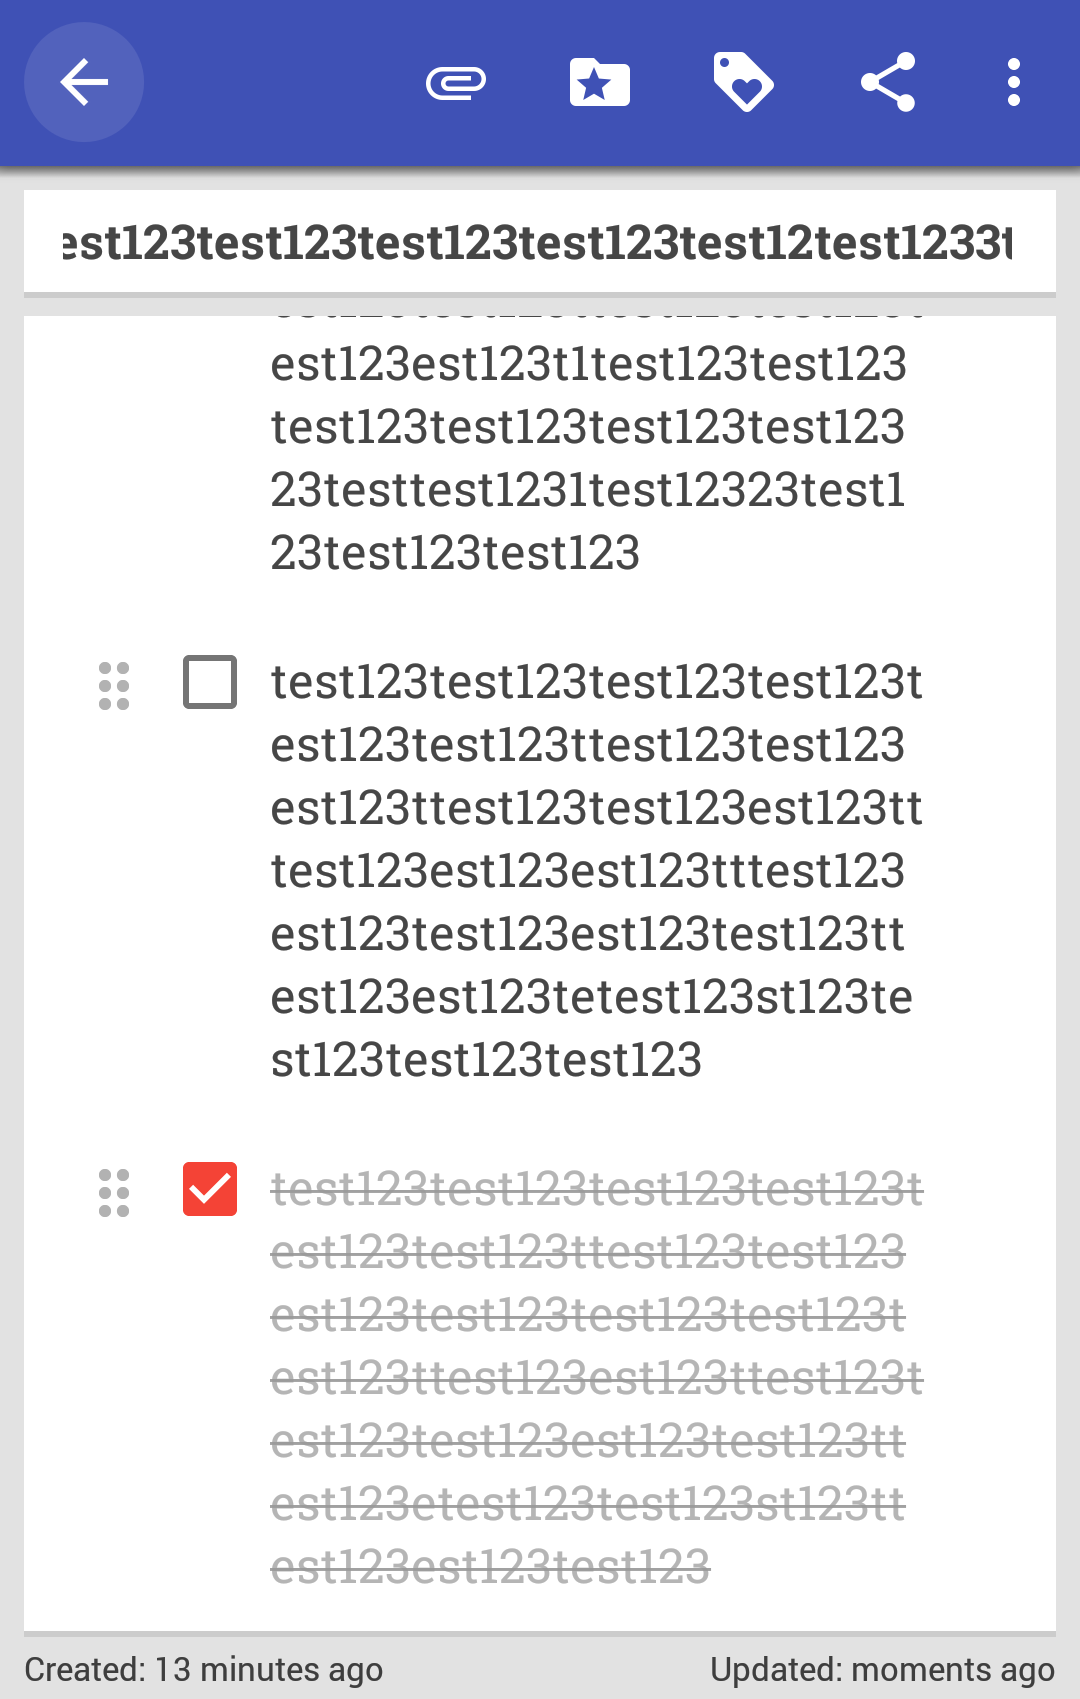 est123test123test123test123test12test1233t
est123est123t1test123test123
test123test123test123test123
23testtest1231test12323test1
23test123test123
test123test123test123test123t
est123test123ttest123test123
est123ttest123test123est123tt
test123est123est123tttest123
est123test123est123test123tt
est123est123tetest123st123te
st123test123test123
test123test123test123test123t
est123test123ttest123test123
est123test123test123test123t
est123ttest123est123ttest123t
est123test123est123test123tt
est123etest123test123st123tt
est123est123test123
Created: 13 minutes ago
Updated: moments ago